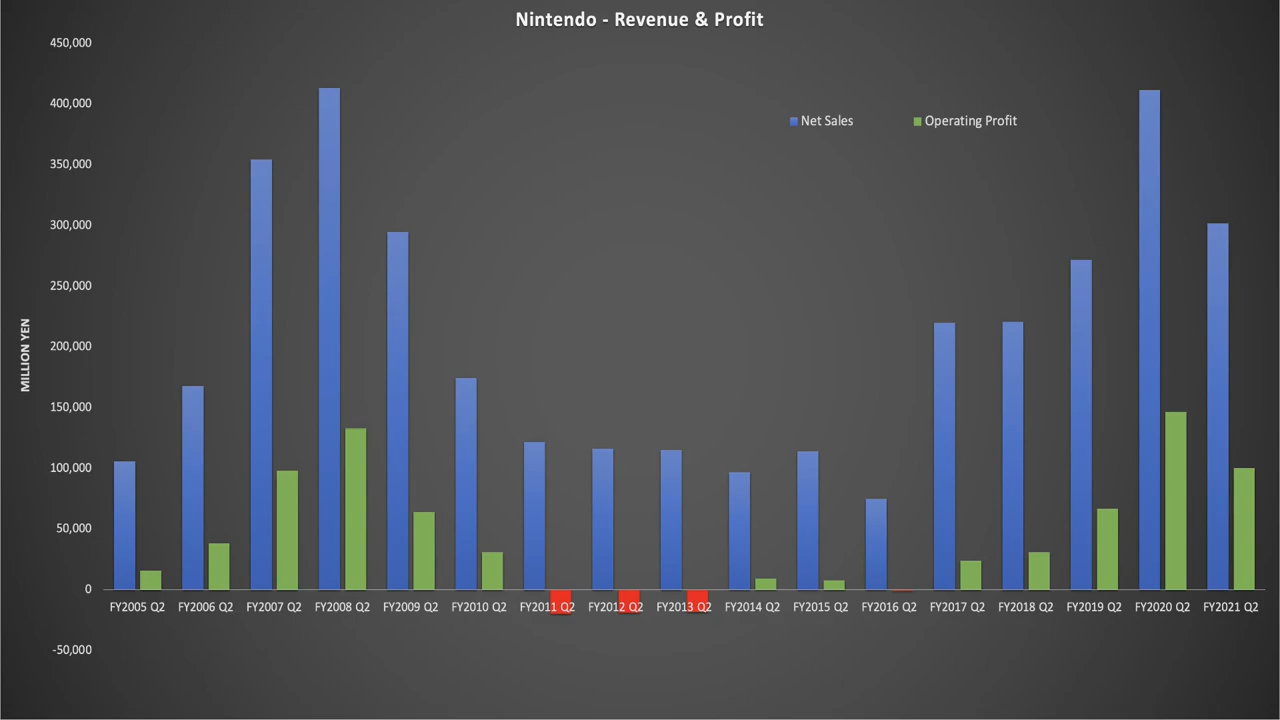 Nintendo - Revenue & Profit
450,000
400,000
350,000
300,000
250,000
200,000
150,000
100,000
50,000
0
-50,000
MILLION YEN
Net Sales
Operating Profit
FY2005 Q2
FY2006 Q2
FY2007 Q2
FY2008 Q2
FY2009 Q2
FY2010 Q2
FY2011 Q2
FY2012 Q2
FY2013 Q2
FY2014 Q2
FY2015 Q2
FY2016 Q2
FY2017 Q2
FY2018 Q2
FY2019 Q2
FY2020 Q2
FY2021 Q2